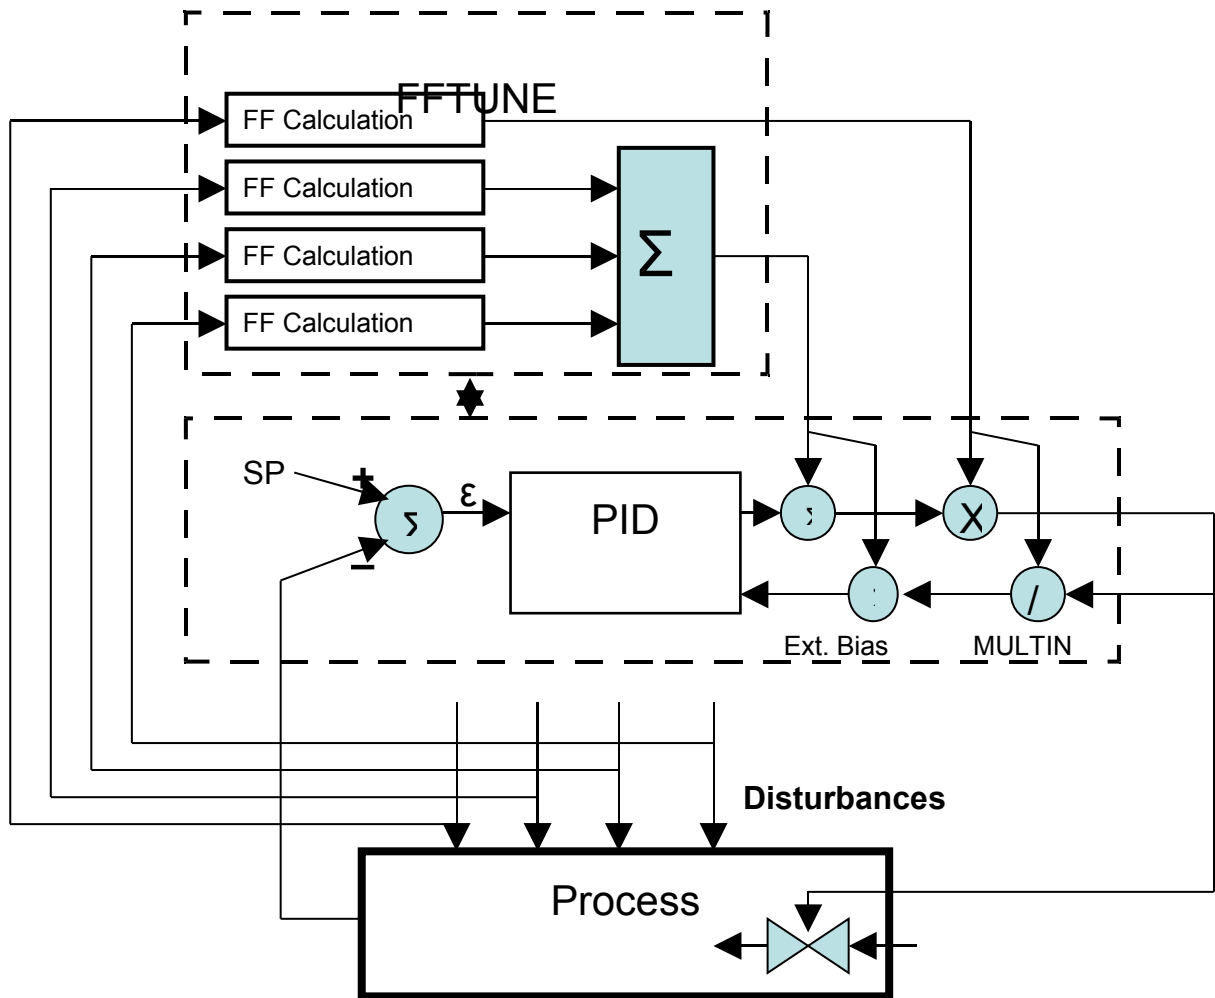 FFTUNE
FF Calculation
FF Calculation
FF Calculation
FF Calculation
Σ
SP
+
Σ
−
ε
PID
Σ
X
/
Ext. Bias
MULTIN
Disturbances
Process